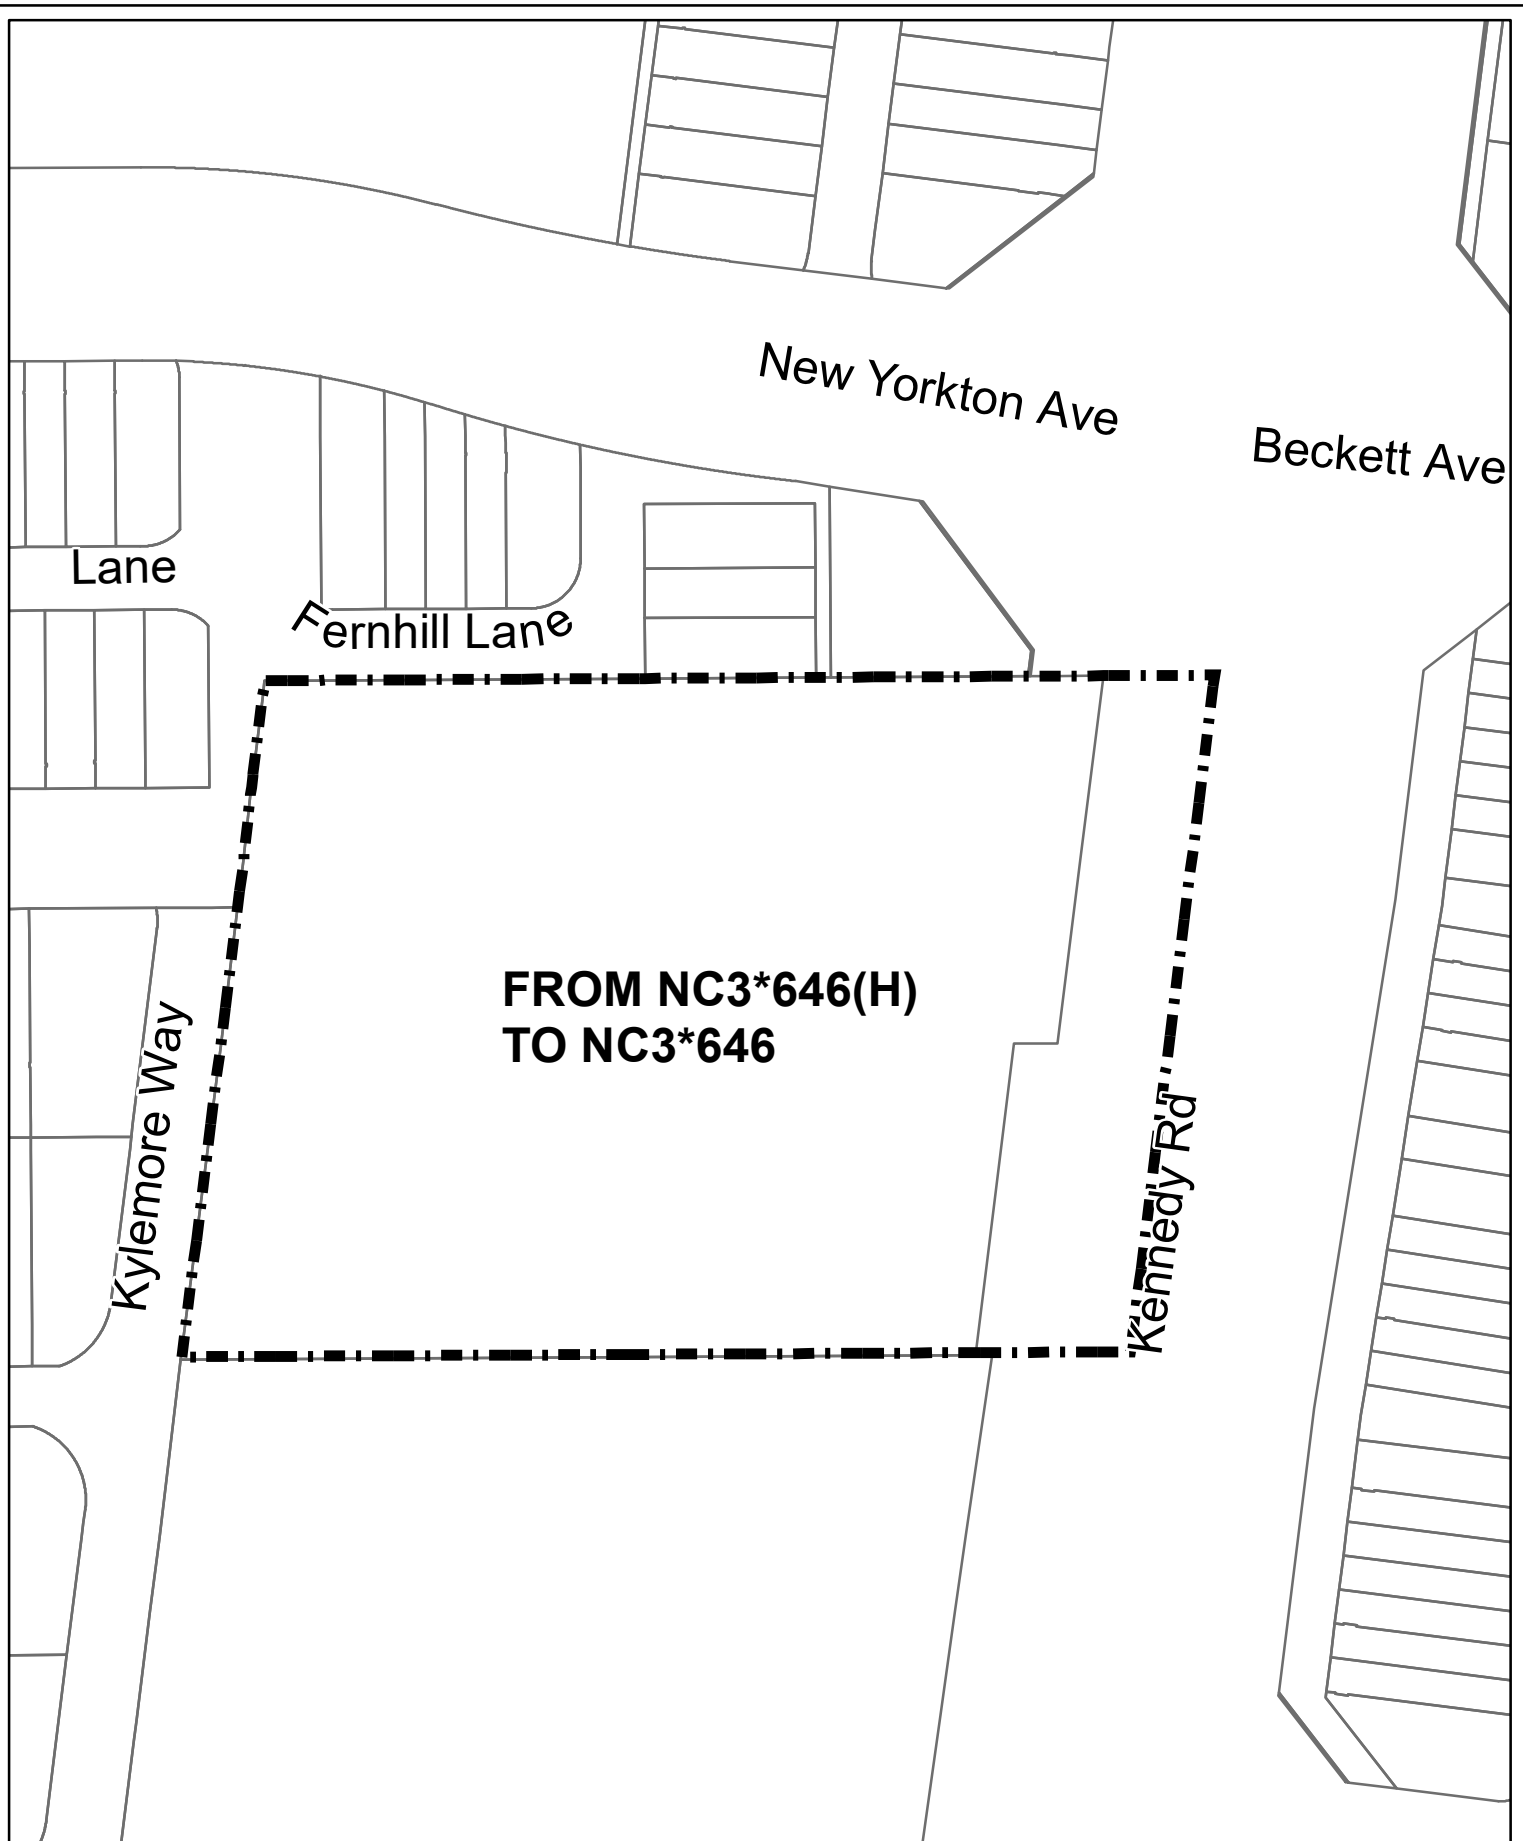 New Yorkton Ave
Beckett Ave
Lane
Fernhill Lane
FROM NC3*646(H)
TO NC3*646
Kylemore Way
Kennedy Rd